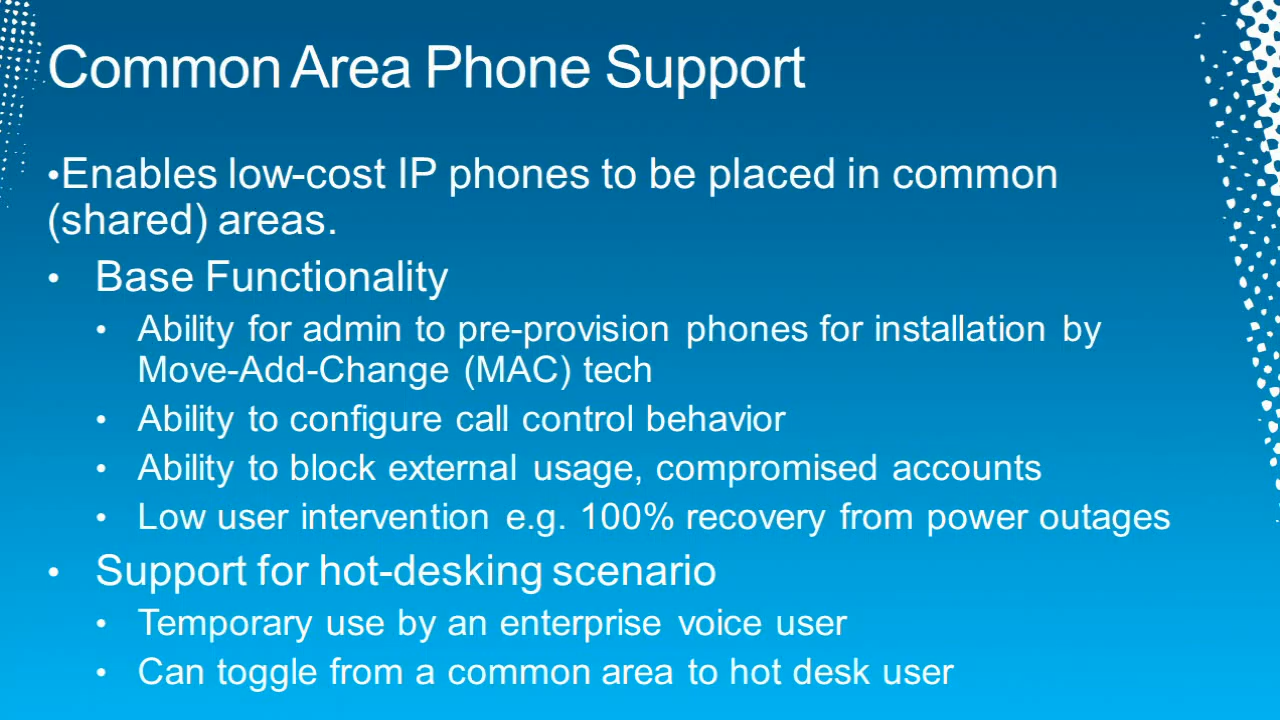 Common Area Phone Support
•Enables low-cost IP phones to be placed in common
(shared) areas.
• Base Functionality
• Ability for admin to pre-provision phones for installation by
Move-Add-Change (MAC) tech
• Ability to configure call control behavior
• Ability to block external usage, compromised accounts
• Low user intervention e.g. 100% recovery from power outages
• Support for hot-desking scenario
• Temporary use by an enterprise voice user
• Can toggle from a common area to hot desk user